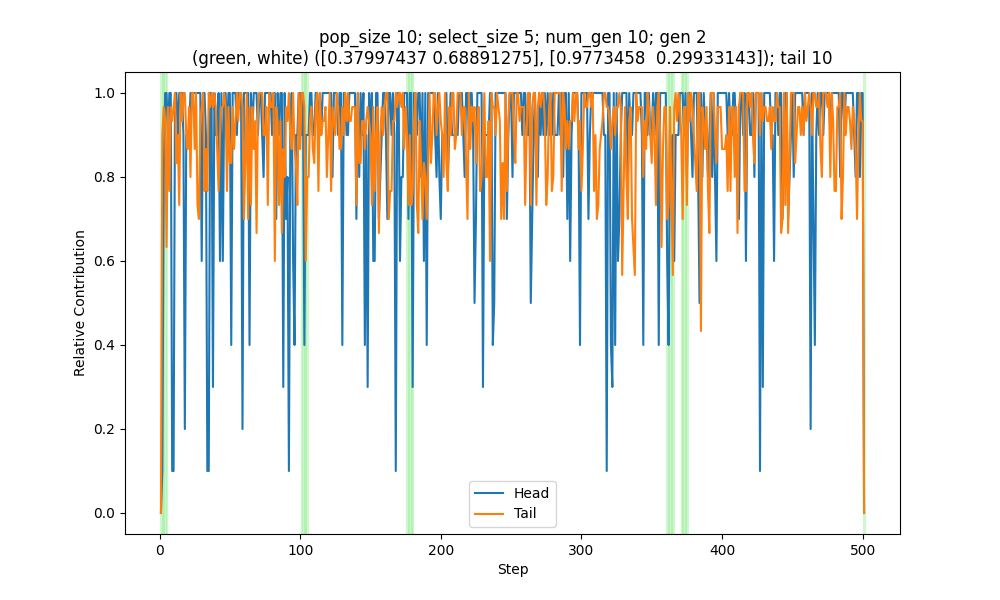 pop_size 10; select_size 5; num_gen 10; gen 2
(green, white) ([0.37997437 0.68891275], [0.9773458  0.29933143]); tail 10
1.0
0.8
0.6
0.4
0.2
0.0
Relative Contribution
Head
Tail
0 100 200 300 400 500
Step